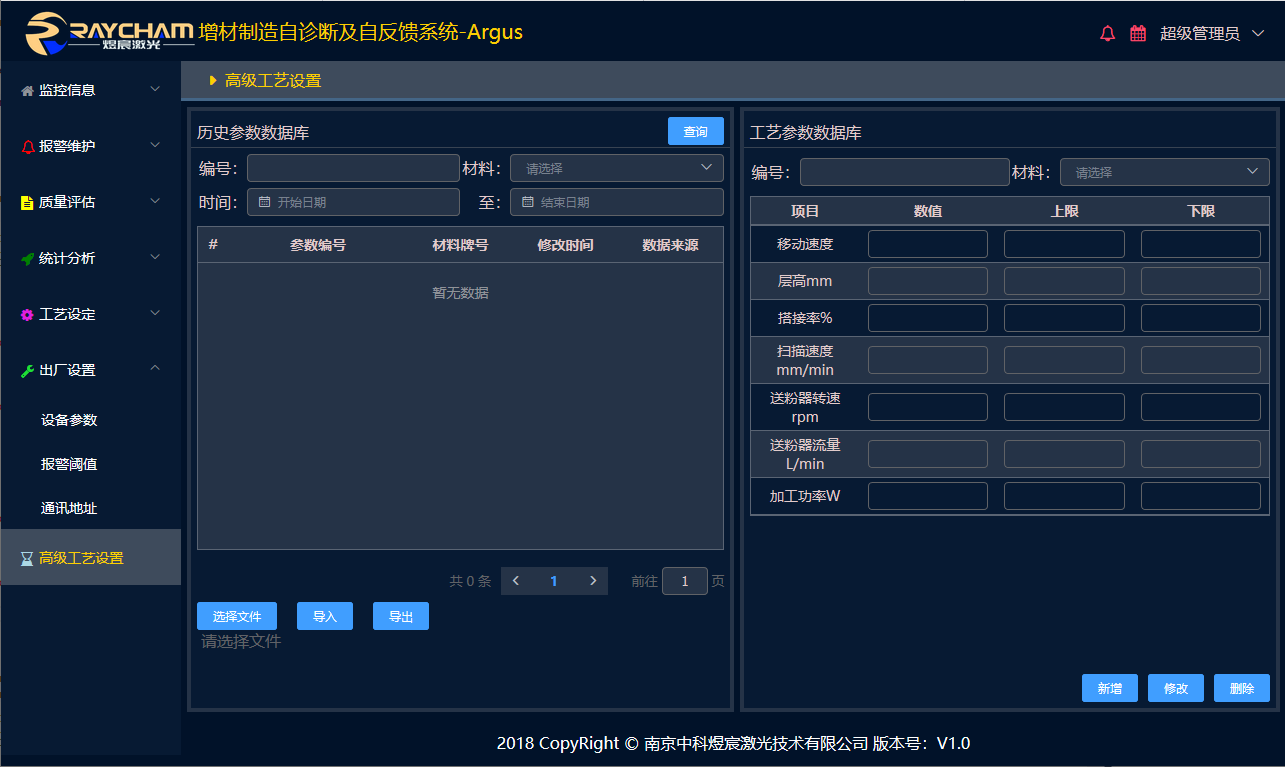 RAYCHAM
煜宸激光
增材制造自诊断及自反馈系统-Argus
超级管理员
监控信息
报警维护
质量评估
统计分析
工艺设定
出厂设置
设备参数
报警阈值
通讯地址
高级工艺设置
高级工艺设置
历史参数数据库
查询
编号：
材料： 请选择
时间： 开始日期
至： 结束日期
# 参数编号 材料牌号 修改时间 数据来源
暂无数据
共 0 条 1 前往 1 页
选择文件 导入 导出
请选择文件
工艺参数数据库
编号：
材料： 请选择
项目 数值 上限 下限
移动速度
层高mm
搭接率%
扫描速度
mm/min
送粉器转速
rpm
送粉器流量
L/min
加工功率W
新增 修改 删除
2018 CopyRight © 南京中科煜宸激光技术有限公司 版本号：V1.0